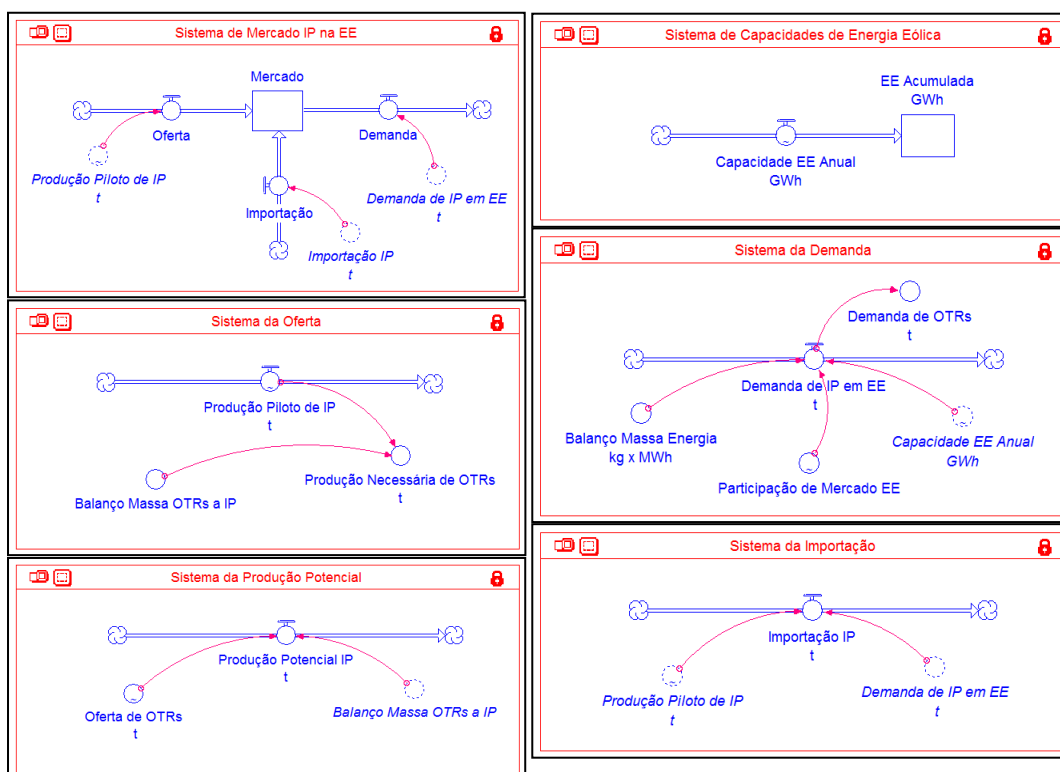 Sistema de Mercado IP na EE
Mercado
Oferta
Demanda
Produção Piloto de IP
t
Demanda de IP em EE
t
Importação
Importação IP
t
Sistema da Oferta
Produção Piloto de IP
t
Produção Necessária de OTRs
t
Balanço Massa OTRs a IP
Sistema da Produção Potencial
Produção Potencial IP
t
Oferta de OTRs
t
Balanço Massa OTRs a IP
Sistema de Capacidades de Energia Eólica
EE Acumulada
GWh
Capacidade EE Anual
GWh
Sistema da Demanda
Demanda de OTRs
t
Demanda de IP em EE
t
Balanço Massa Energia
kg x MWh
Capacidade EE Anual
GWh
Participação de Mercado EE
Sistema da Importação
Importação IP
t
Produção Piloto de IP
t
Demanda de IP em EE
t